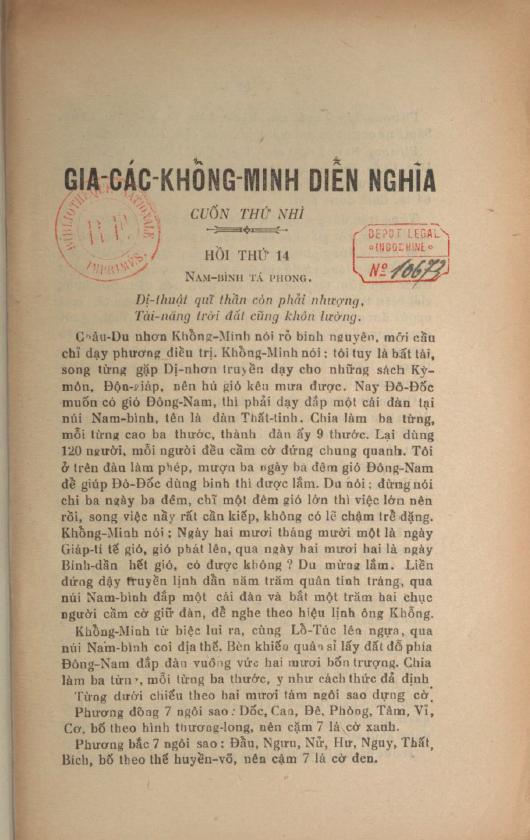 GIA-CÁC-KHỔNG-MINH DIỄN NGHĨA
CUỐN THỨ NHÌ
BIBLIOTHÈQUE NATIONALE
R.F.
IMPRIMÉS.
DEPOT LEGAL
INDOCHINE
Nº 10673
HỒI THỨ 14
NAM-BÌNH TÁ PHONG.
Dị-thuật quĩ thần còn phải nhượng,
Tài-năng trời đất cũng khôn lường.
Châu-Du nhơn Khổng-Minh nói rỏ binh nguyên, mới cầu
chỉ dạy phương điều trị. Khổng-Minh nói : tôi tuy là bất tài,
song từng gặp Dị-nhơn truyền dạy cho những sách Kỳ-
môn, Độn-giáp, nên hú gió kêu mưa được. Nay Đô-Đốc
muốn có gió Đông-Nam, thì phải dạy đắp một cái đàn tại
núi Nam-bình, tên là đàn Thất-tinh. Chia làm ba từng,
mỗi từng cao ba thước, thành đàn ấy 9 thước. Lại dùng
120 người, mỗi người đều cầm cờ đứng chung quanh. Tôi
ở trên đàn làm phép, mượn ba ngày ba đêm gió Đông-Nam
để giúp Đô-Đốc dùng binh thì được lắm. Du nói ; đừng nói
chi ba ngày ba đêm, chỉ một đêm gió lớn thì việc lớn nên
rồi, song việc nầy rất cần kíếp, không có lẽ chậm trễ đặng.
Khổng-Minh nói ; Ngày hai mươi tháng mười một là ngày
Giáp-tí tế gió, gió phát lên, qua ngày hai mươi hai là ngày
Bính-dần hết gió, có được không ? Du mừng lắm. Liền
đứng dậy truyền lịnh dẫn năm trăm quân tinh tráng, qua
núi Nam-bình đắp một cái đàn và bắt một trăm hai chục
người cầm cờ giữ đàn, để nghe theo hiệu lịnh ông Khổng.
Khổng-Minh từ biệc lui ra, cùng Lỗ-Túc lên ngựa, qua
núi Nam-bình coi địa thế. Bèn khiến quân sỉ lấy đất đỏ phía
Đông-Nam đắp đàn vuông vức hai mươi bốn trượng. Chia
làm ba từng, mỗi từng ba thước, y như cách thức đã định
Từng dưới chiếu theo hai mươi tám ngôi sao dựng cờ,
Phương đông 7 ngôi sao : Dốc, Can, Đê, Phòng, Tâm, Vĩ,
Cơ, bố theo hình thương-long, nên cặm 7 lá cờ xanh.
Phương bắc 7 ngôi sao : Đẩu, Ngưu, Nử, Hư, Nguy, Thất,
Bích, bố theo thế huyền-võ, nên cậm 7 lá cờ đen.